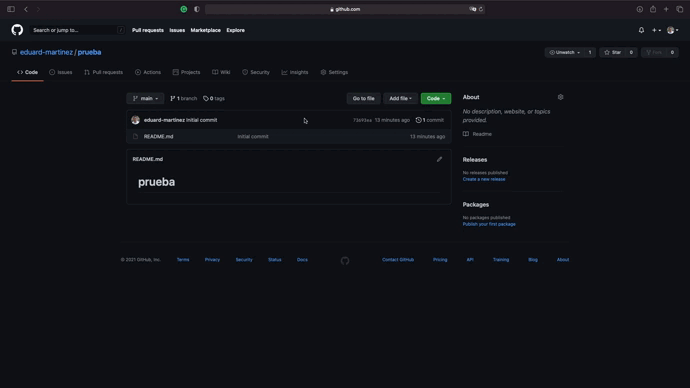 github.com
Search or jump to...
/
Pull requests
Issues
Marketplace
Explore
eduard-martinez / prueba
Unwatch
1
Star
0
Fork
0
Code
Issues
Pull requests
Actions
Projects
Wiki
Security
Insights
Settings
main
1 branch
0 tags
Go to file
Add file
Code
About
No description, website, or topics
provided.
Readme
eduard-martinez Initial commit
13 minutes ago
1 commit
README.md
Initial commit
13 minutes ago
README.md
prueba
Releases
No releases published
Create a new release
Packages
No packages published
Publish your first package
© 2021 GitHub, Inc.
Terms
Privacy
Security
Status
Docs
Contact GitHub
Pricing
API
Training
Blog
About